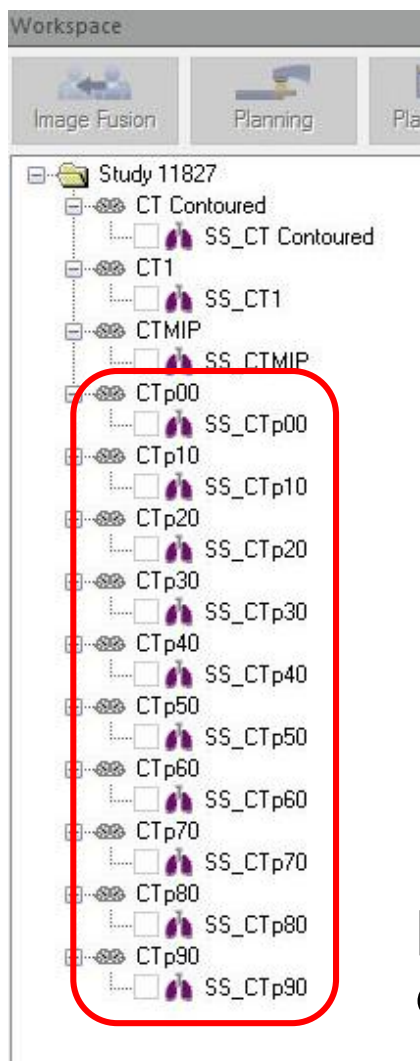 Workspace
Image Fusion Planning Pla
Study 11827
CT Contoured
SS_CT Contoured
CT1
SS_CT1
CTMIP
SS_CTMIP
CTp00
SS_CTp00
CTp10
SS_CTp10
CTp20
SS_CTp20
CTp30
SS_CTp30
CTp40
SS_CTp40
CTp50
SS_CTp50
CTp60
SS_CTp60
CTp70
SS_CTp70
CTp80
SS_CTp80
CTp90
SS_CTp90